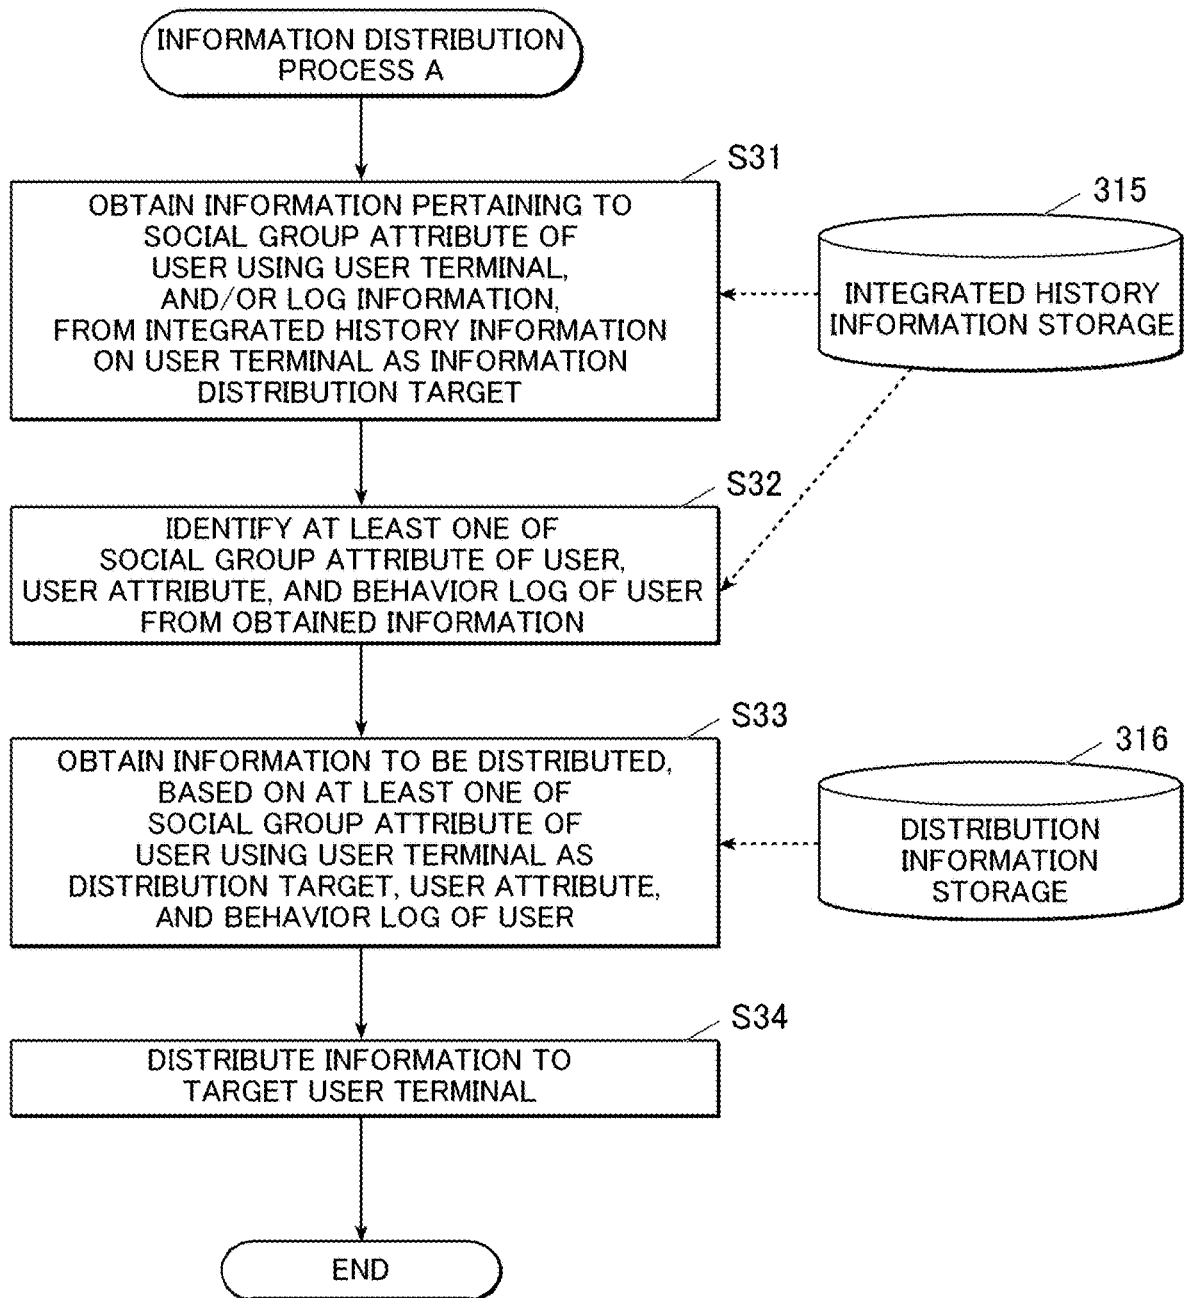 INFORMATION DISTRIBUTION
PROCESS A
S31
OBTAIN INFORMATION PERTAINING TO
SOCIAL GROUP ATTRIBUTE OF
USER USING USER TERMINAL,
AND/OR LOG INFORMATION,
FROM INTEGRATED HISTORY INFORMATION
ON USER TERMINAL AS INFORMATION
DISTRIBUTION TARGET
315
INTEGRATED HISTORY
INFORMATION STORAGE
S32
IDENTIFY AT LEAST ONE OF
SOCIAL GROUP ATTRIBUTE OF USER,
USER ATTRIBUTE, AND BEHAVIOR LOG OF USER
FROM OBTAINED INFORMATION
S33
OBTAIN INFORMATION TO BE DISTRIBUTED,
BASED ON AT LEAST ONE OF
SOCIAL GROUP ATTRIBUTE OF
USER USING USER TERMINAL AS
DISTRIBUTION TARGET, USER ATTRIBUTE,
AND BEHAVIOR LOG OF USER
316
DISTRIBUTION
INFORMATION
STORAGE
S34
DISTRIBUTE INFORMATION TO
TARGET USER TERMINAL
END